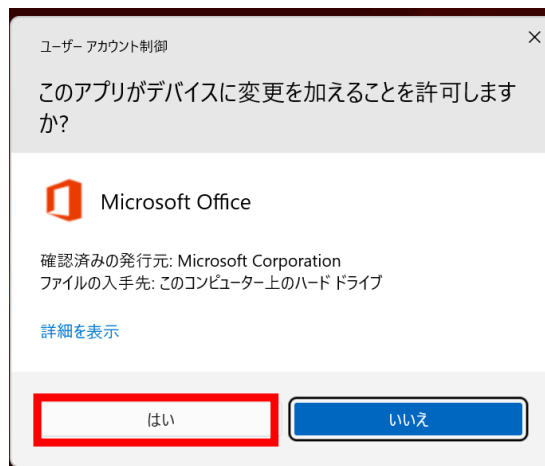 ユーザー アカウント制御
このアプリがデバイスに変更を加えることを許可します
か?
Microsoft Office
確認済みの発行元: Microsoft Corporation
ファイルの入手先: このコンピューター上のハード ドライブ
詳細を表示
はい
いいえ